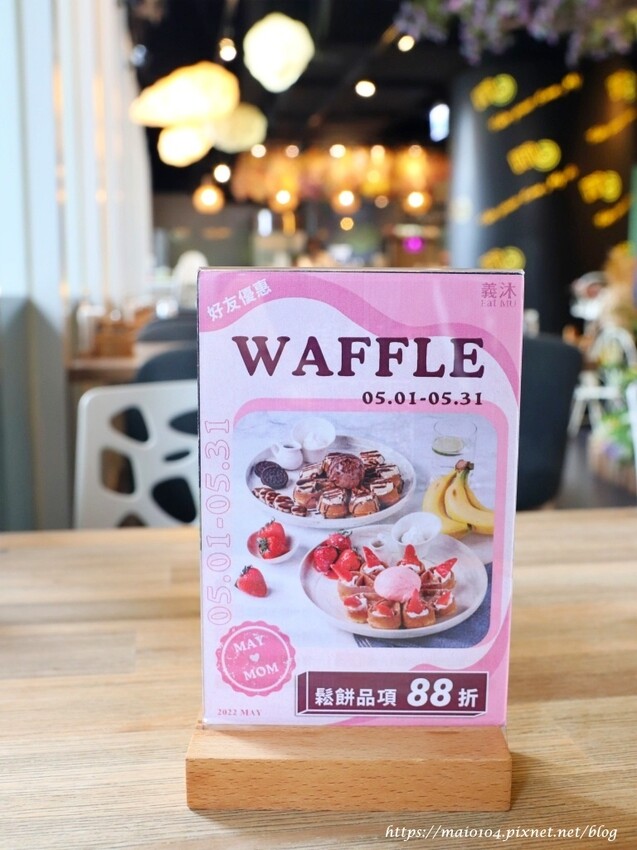 好友優惠
義沐
Eat MU
WAFFLE
05.01-05.31
05.01-05.31
MAY
MOM
鬆餅品項 88 折
2022 MAY
https://maio104.pixnet.net/blog